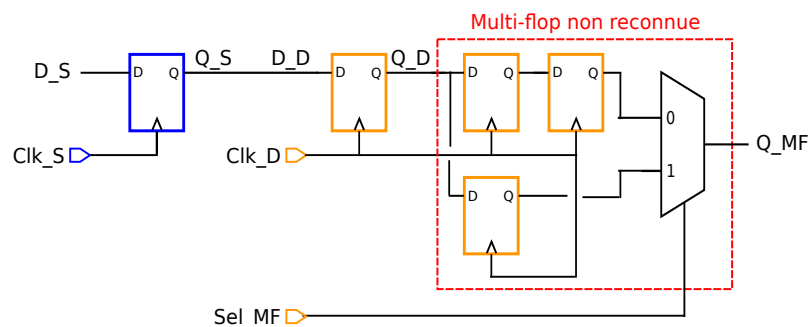 Multi-flop non reconnue
D_S D Q Q_S D_D D Q Q_D D Q D Q
0
Clk_S Clk_D 1 Q_MF
D Q
Sel_MF